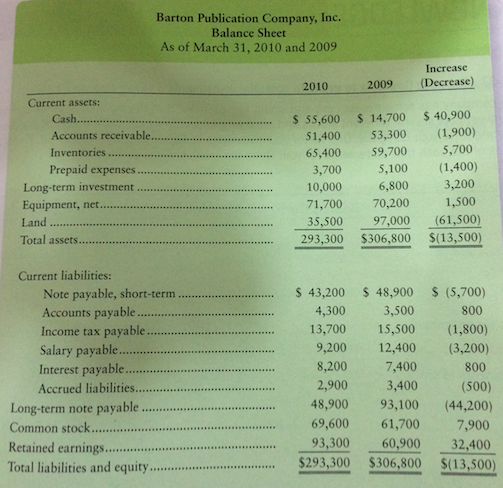 Barton Publication Company, Inc.
Balance Sheet
As of March 31, 2010 and 2009
Increase
2010 2009 (Decrease)
Current assets:
Cash.......... $ 55,600 $ 14,700 $ 40,900
Accounts receivable.......... 51,400 53,300 (1,900)
Inventories .......... 65,400 59,700 5,700
Prepaid expenses.......... 3,700 5,100 (1,400)
Long-term investment .......... 10,000 6,800 3,200
Equipment, net.......... 71,700 70,200 1,500
Land .......... 35,500 97,000 (61,500)
Total assets.......... 293,300 $306,800 $(13,500)
Current liabilities:
Note payable, short-term .......... $ 43,200 $ 48,900 $ (5,700)
Accounts payable.......... 4,300 3,500 800
Income tax payable.......... 13,700 15,500 (1,800)
Salary payable.......... 9,200 12,400 (3,200)
Interest payable.......... 8,200 7,400 800
Accrued liabilities.......... 2,900 3,400 (500)
Long-term note payable .......... 48,900 93,100 (44,200)
Common stock.......... 69,600 61,700 7,900
Retained earnings.......... 93,300 60,900 32,400
Total liabilities and equity.......... $293,300 $306,800 $(13,500)